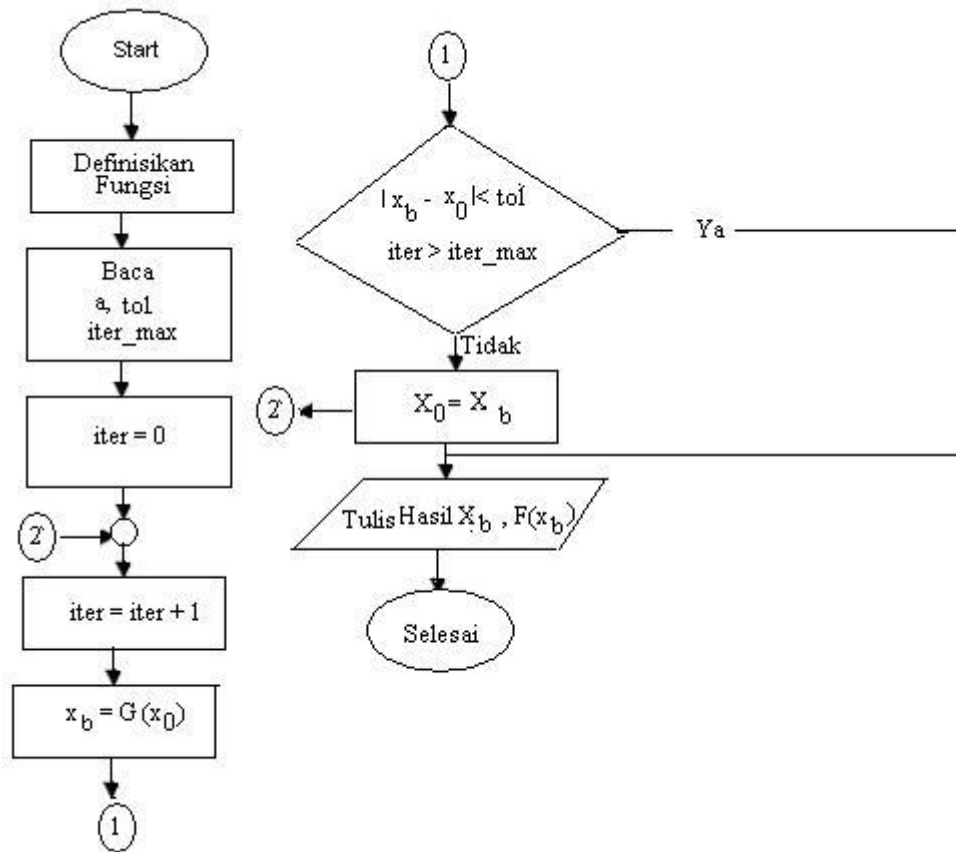 Start
Definisikan
Fungsi
Baca
a, tol
iter_max
iter = 0
2
iter = iter + 1
x_b = G(x_0)
1
1
| x_b - x_0 | < tol
iter > iter_max
Ya
Tidak
X_0 = X_b
2
Tulis Hasil X_b , F(x_b)
Selesai